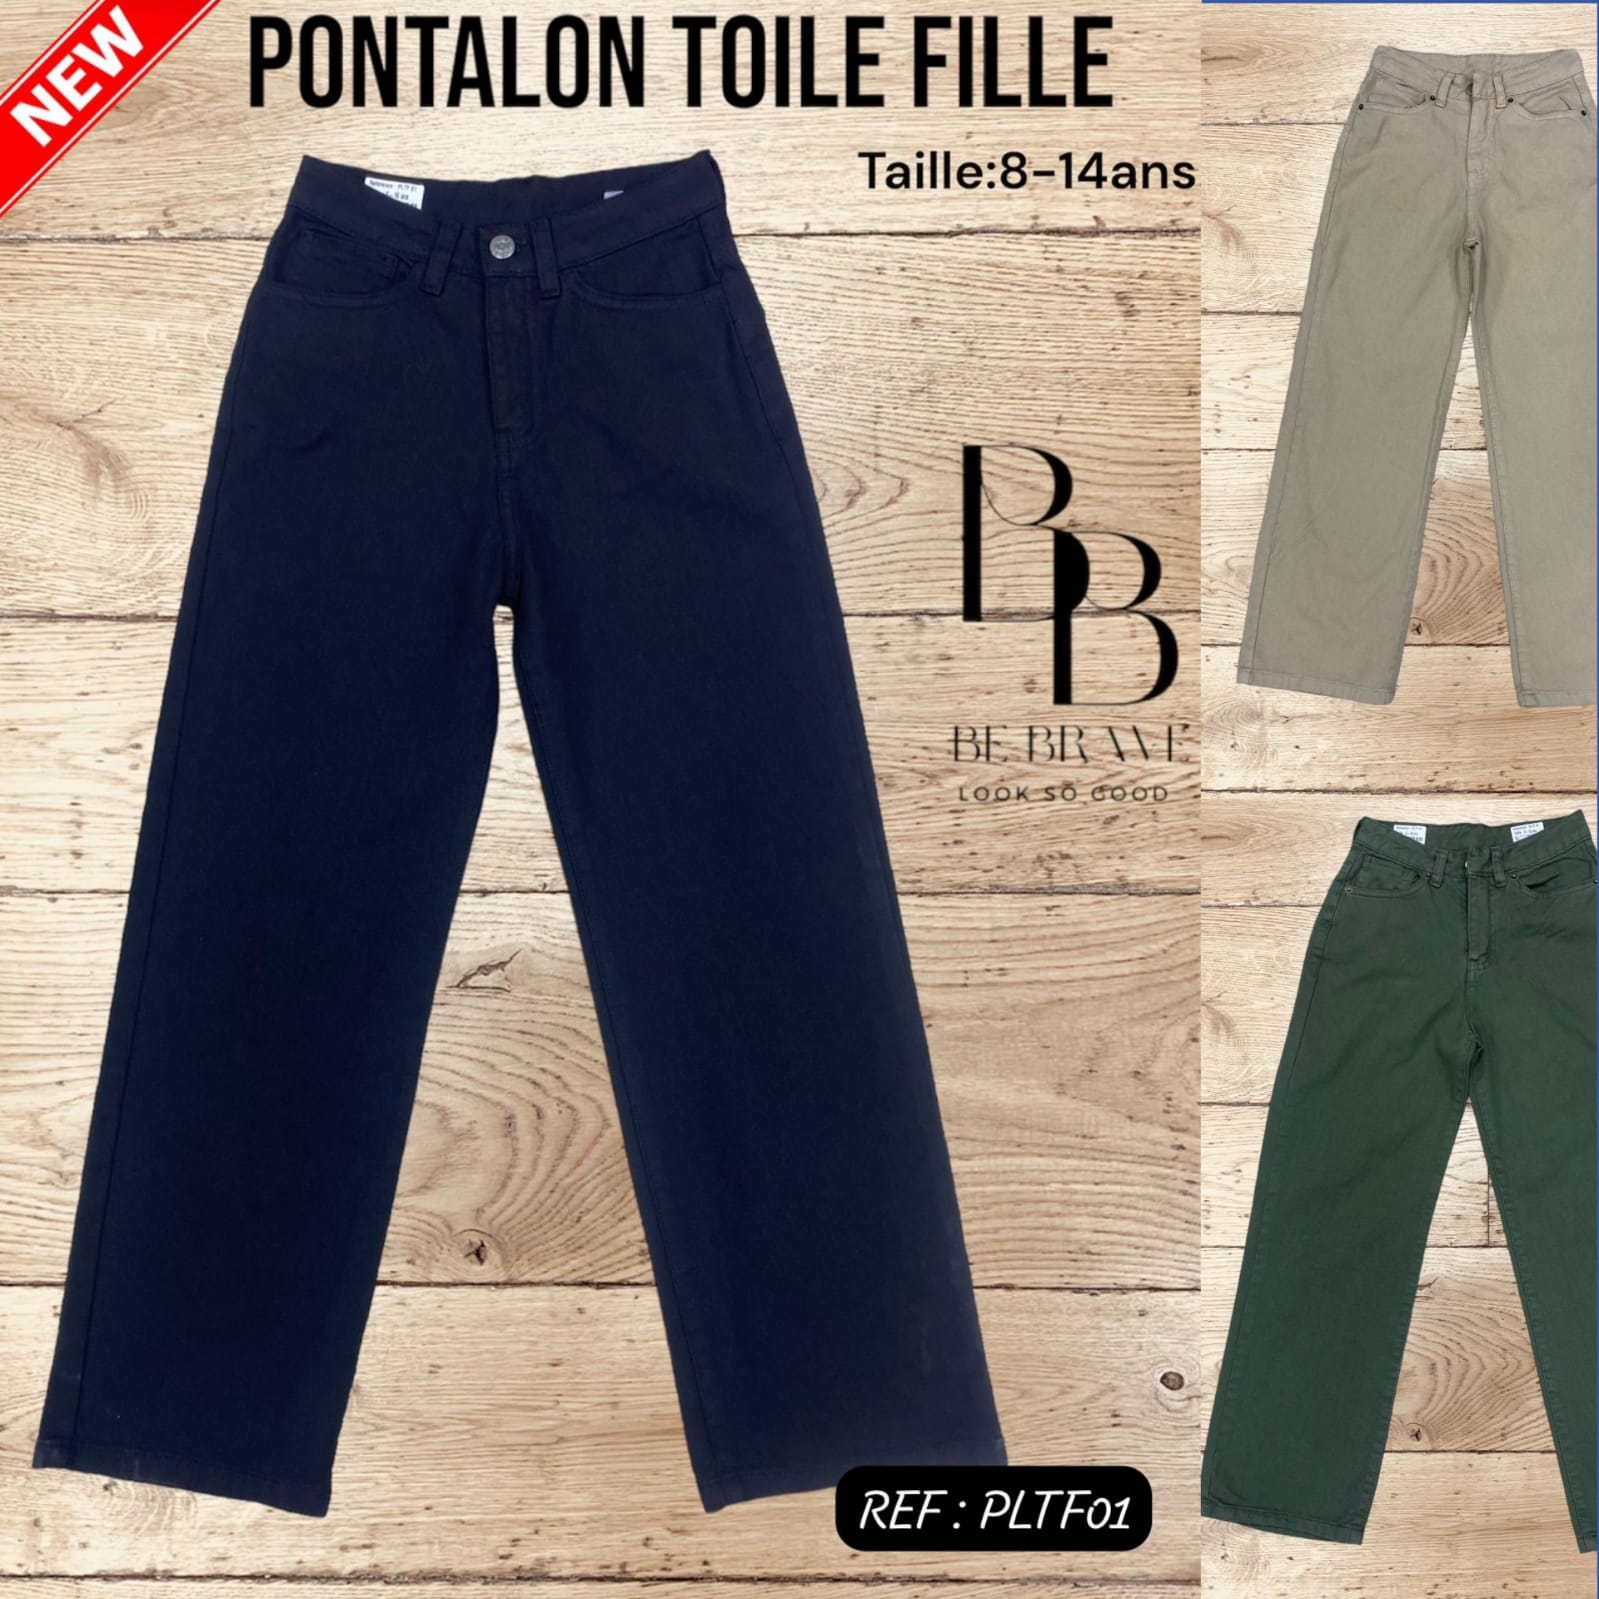 NEW
PONTALON TOILE FILLE
Taille:8-14ans
BB
BE BRAVE
LOOK SO GOOD
REF : PLTF01